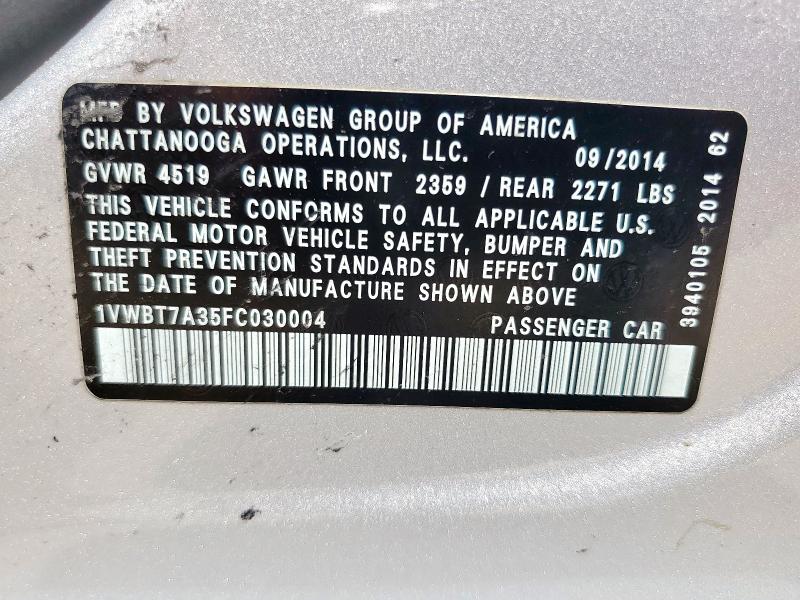 MFD BY VOLKSWAGEN GROUP OF AMERICA
CHATTANOOGA OPERATIONS, LLC. 09/2014
GVWR 4519 GAWR FRONT 2359 / REAR 2271 LBS
THIS VEHICLE CONFORMS TO ALL APPLICABLE U.S.
FEDERAL MOTOR VEHICLE SAFETY, BUMPER AND
THEFT PREVENTION STANDARDS IN EFFECT ON
THE DATE OF MANUFACTURE SHOWN ABOVE
1VWBT7A35FC030004 PASSENGER CAR
3940105 2014 62